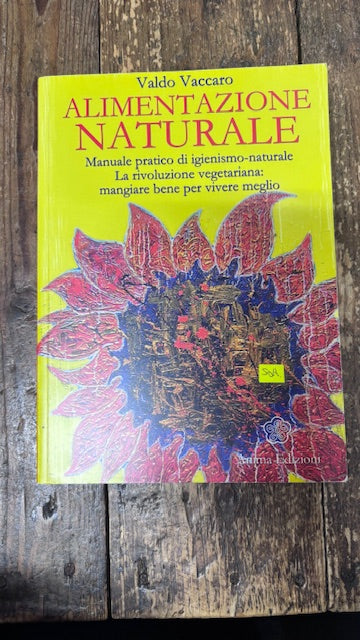 Valdo Vaccaro
ALIMENTAZIONE
NATURALE
Manuale pratico di igienismo-naturale
La rivoluzione vegetariana:
mangiare bene per vivere meglio
Anima Edizioni